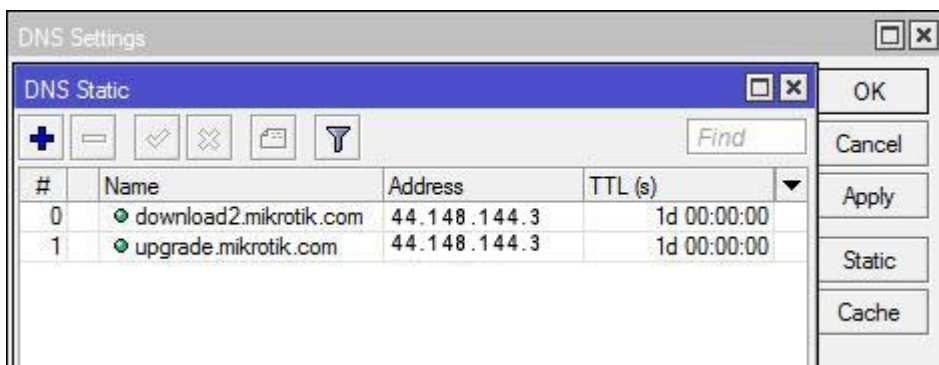 DNS Settings
DNS Static
OK
Find
Cancel
# Name Address TTL (s)
Apply
0 download2.mikrotik.com 44.148.144.3 1d 00:00:00
1 upgrade.mikrotik.com 44.148.144.3 1d 00:00:00
Static
Cache